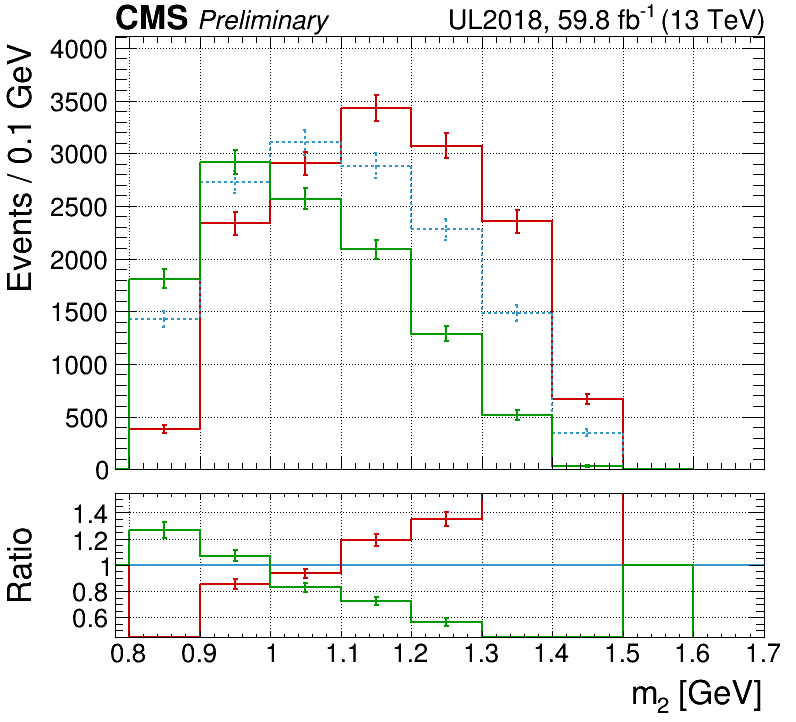 CMS Preliminary UL2018, 59.8 fb⁻¹ (13 TeV)
Events / 0.1 GeV
4000
3500
3000
2500
2000
1500
1000
500
0
Ratio
1.4
1.2
1
0.8
0.6
0.8 0.9 1 1.1 1.2 1.3 1.4 1.5 1.6 1.7
m₂ [GeV]